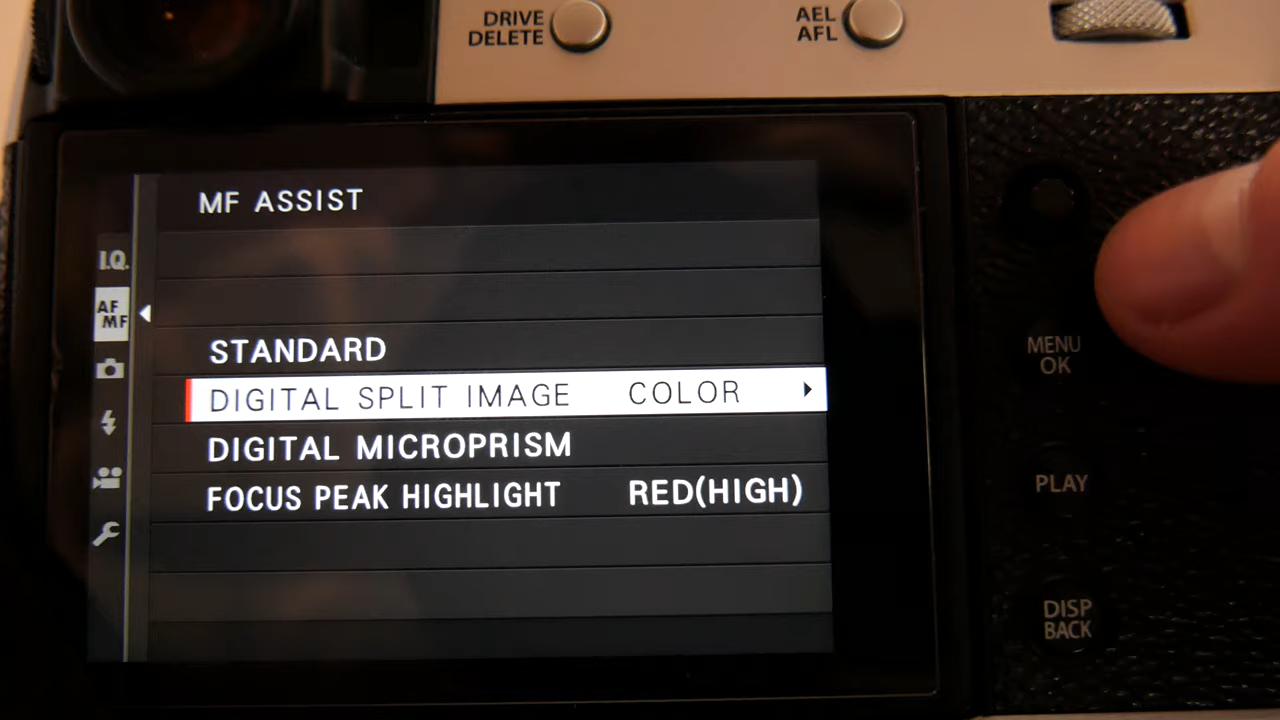 DRIVE
DELETE
AEL
AFL
MF ASSIST
I.Q.
AF
MF
STANDARD
DIGITAL SPLIT IMAGE COLOR
DIGITAL MICROPRISM
FOCUS PEAK HIGHLIGHT RED(HIGH)
MENU
OK
PLAY
DISP
BACK